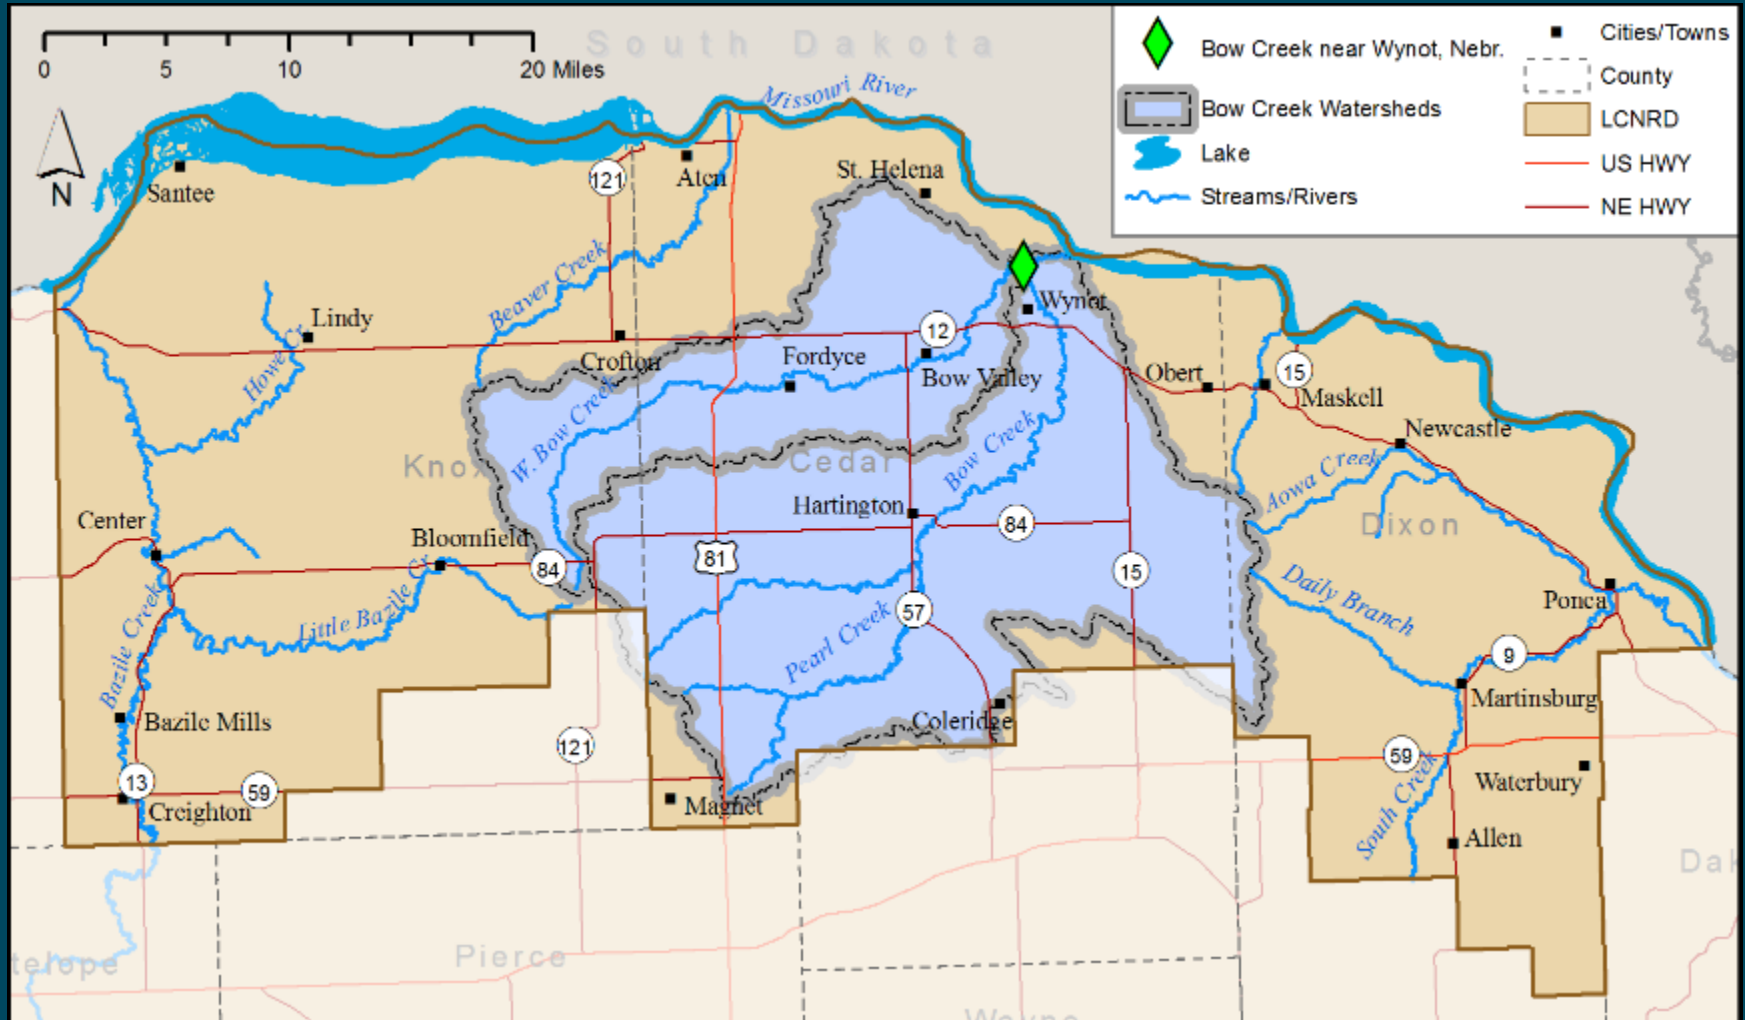 South Dakota
0 5 10 20 Miles
N
Bow Creek near Wynot, Nebr.
Bow Creek Watersheds
Lake
Streams/Rivers
Cities/Towns
County
LCNRD
US HWY
NE HWY
Missouri River
Santee
121
Aten
St. Helena
Beaver Creek
Wynot
Lindy
Howe Cr.
Crofton
12
Fordyce
Bow Valley
Obert
15
Maskell
W. Bow Creek
Newcastle
Knox
Cedar
Bow Creek
Aowa Creek
Dixon
Center
Hartington
84
Bloomfield
84
81
15
Daily Branch
Ponca
Bazile Creek
Little Bazile Cr.
57
Pearl Creek
9
Martinsburg
Bazile Mills
Coleridge
121
59
Waterbury
13
59
Creighton
Magnet
South Creek
Allen
Dak
telope
Pierce
Wayne